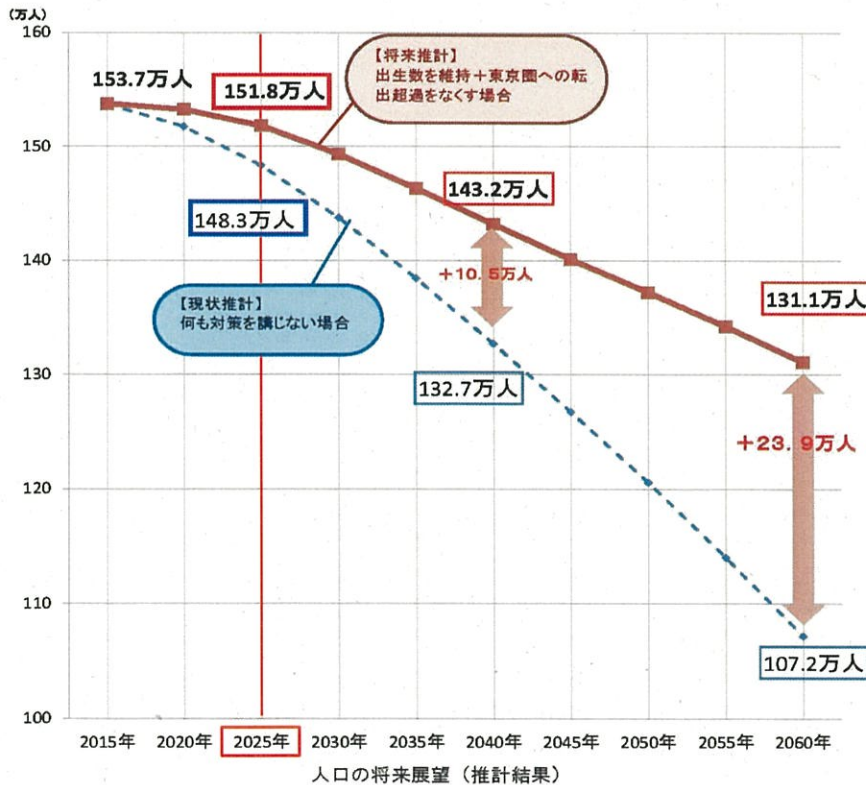 (万人)
160
150
140
130
120
110
100
【将来推計】
出生数を維持＋東京圏への転
出超過をなくす場合
153.7万人
151.8万人
148.3万人
143.2万人
＋10.5万人
【現状推計】
何も対策を講じない場合
131.1万人
132.7万人
＋23.9万人
107.2万人
2015年 2020年 2025年 2030年 2035年 2040年 2045年 2050年 2055年 2060年
人口の将来展望（推計結果）